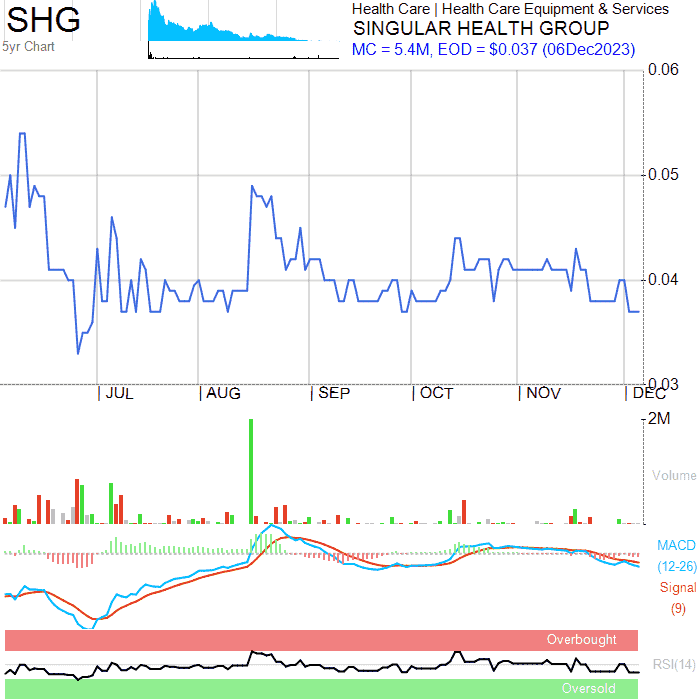 SHG
5yr Chart
Health Care | Health Care Equipment & Services
SINGULAR HEALTH GROUP
MC = 5.4M, EOD = $0.037 (06Dec2023)
0.06
0.05
0.04
0.03
| JUL | AUG | SEP | OCT | NOV | DEC
2M
Volume
MACD
(12-26)
Signal
(9)
Overbought
RSI(14)
Oversold